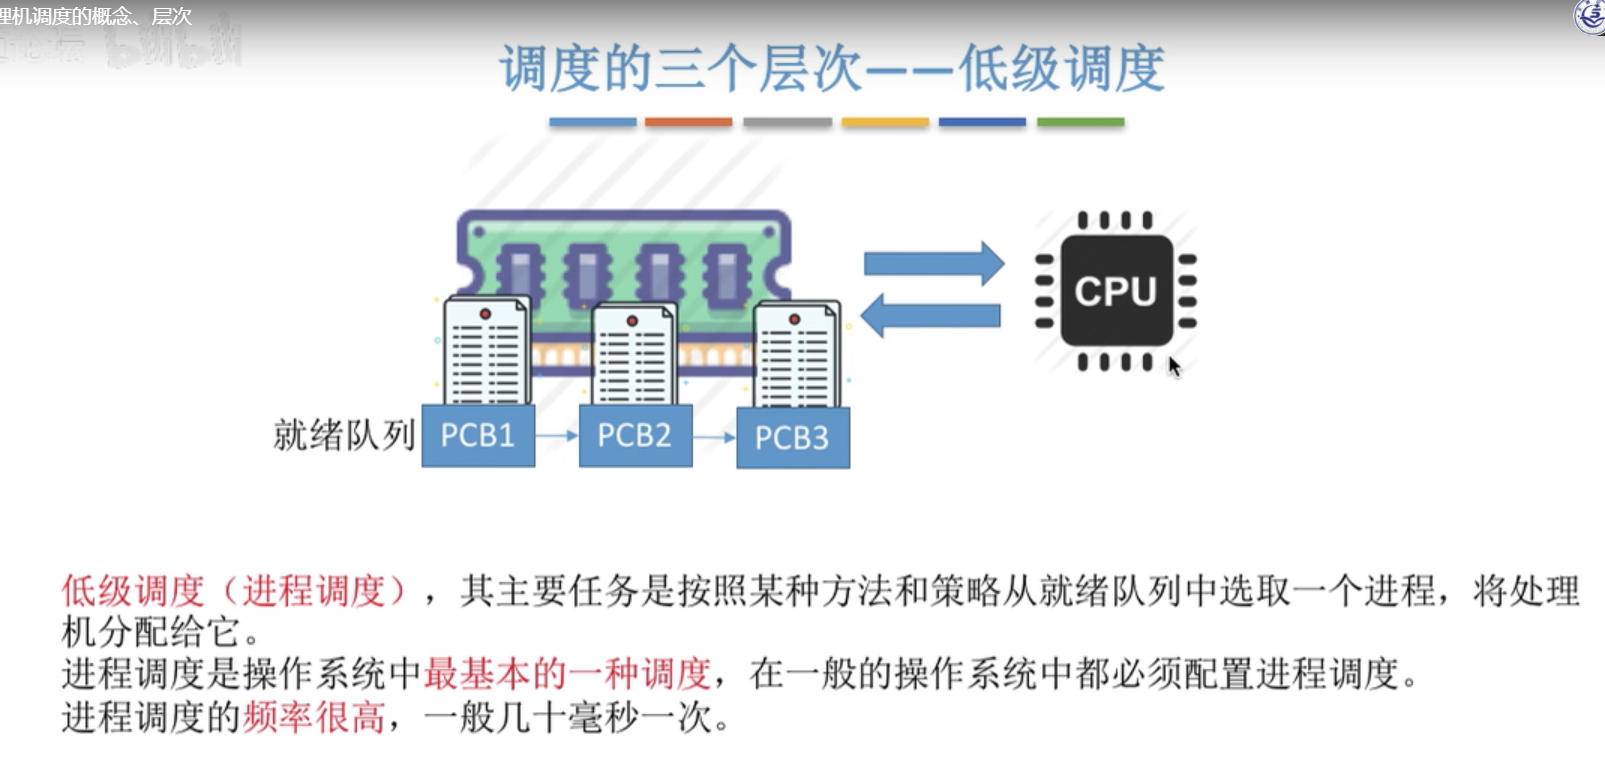 理机调度的概念、层次
bilibili
调度的三个层次——低级调度
CPU
就绪队列 PCB1 PCB2 PCB3
低级调度（进程调度），其主要任务是按照某种方法和策略从就绪队列中选取一个进程，将处理
机分配给它。
进程调度是操作系统中最基本的一种调度，在一般的操作系统中都必须配置进程调度。
进程调度的频率很高，一般几十毫秒一次。